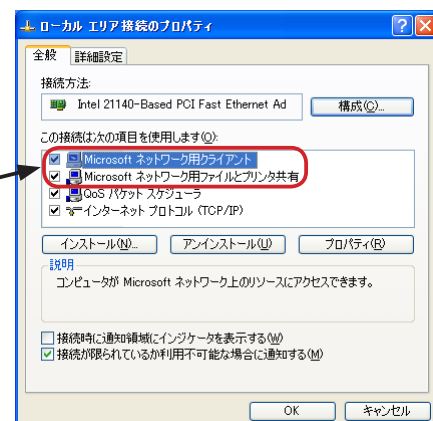 ローカル エリア接続のプロパティ
全般 詳細設定
接続方法:
Intel 21140-Based PCI Fast Ethernet Ad 構成(C)...
この接続は次の項目を使用します(O):
Microsoft ネットワーク用クライアント
Microsoft ネットワーク用ファイルとプリンタ共有
QoS パケット スケジューラ
インターネット プロトコル (TCP/IP)
インストール(N)... アンインストール(U) プロパティ(R)
説明
コンピュータが Microsoft ネットワーク上のリソースにアクセスできます。
接続時に通知領域にインジケータを表示する(W)
接続が限られているか利用不可能な場合に通知する(M)
OK キャンセル